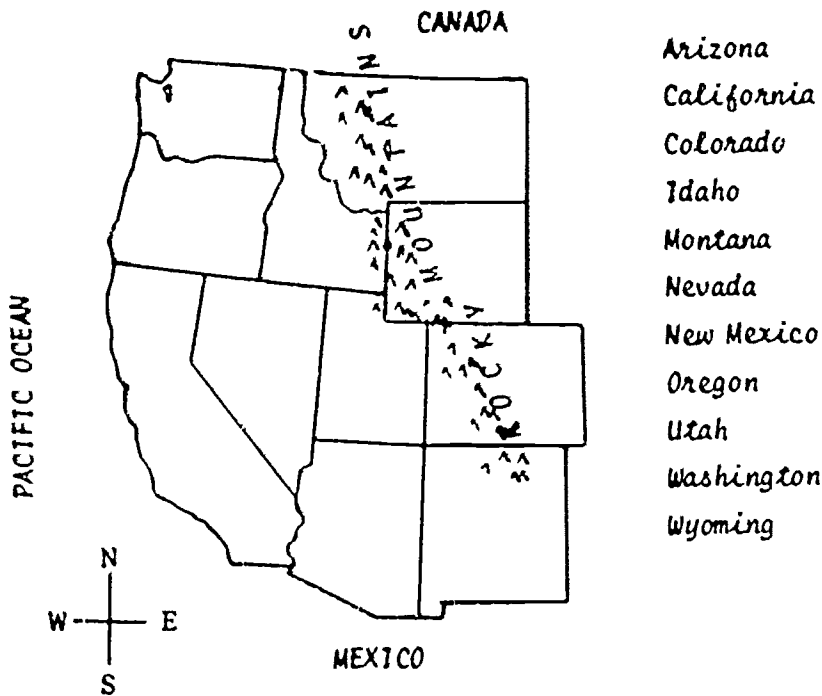 CANADA
ROCKY MOUNTAINS
PACIFIC OCEAN
N
W E
S
MEXICO
Arizona
California
Colorado
Idaho
Montana
Nevada
New Mexico
Oregon
Utah
Washington
Wyoming